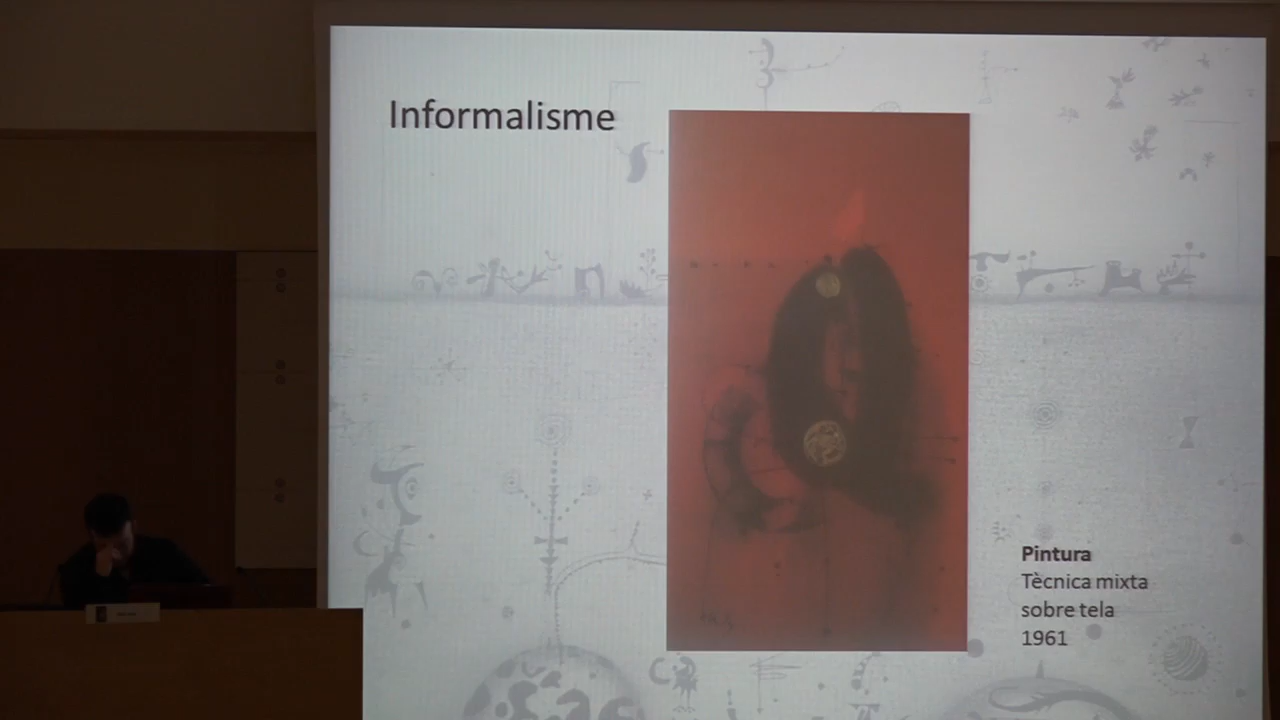 Informalisme
Pintura
Tècnica mixta
sobre tela
1961